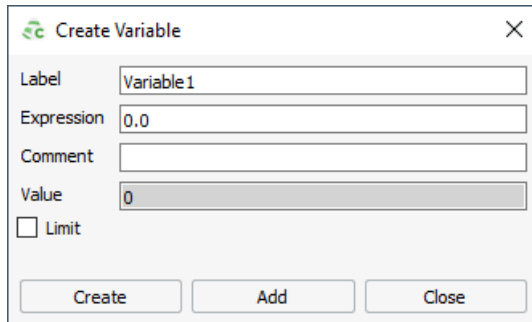 Create Variable
Label Variable1
Expression 0.0
Comment
Value 0
Limit
Create Add Close